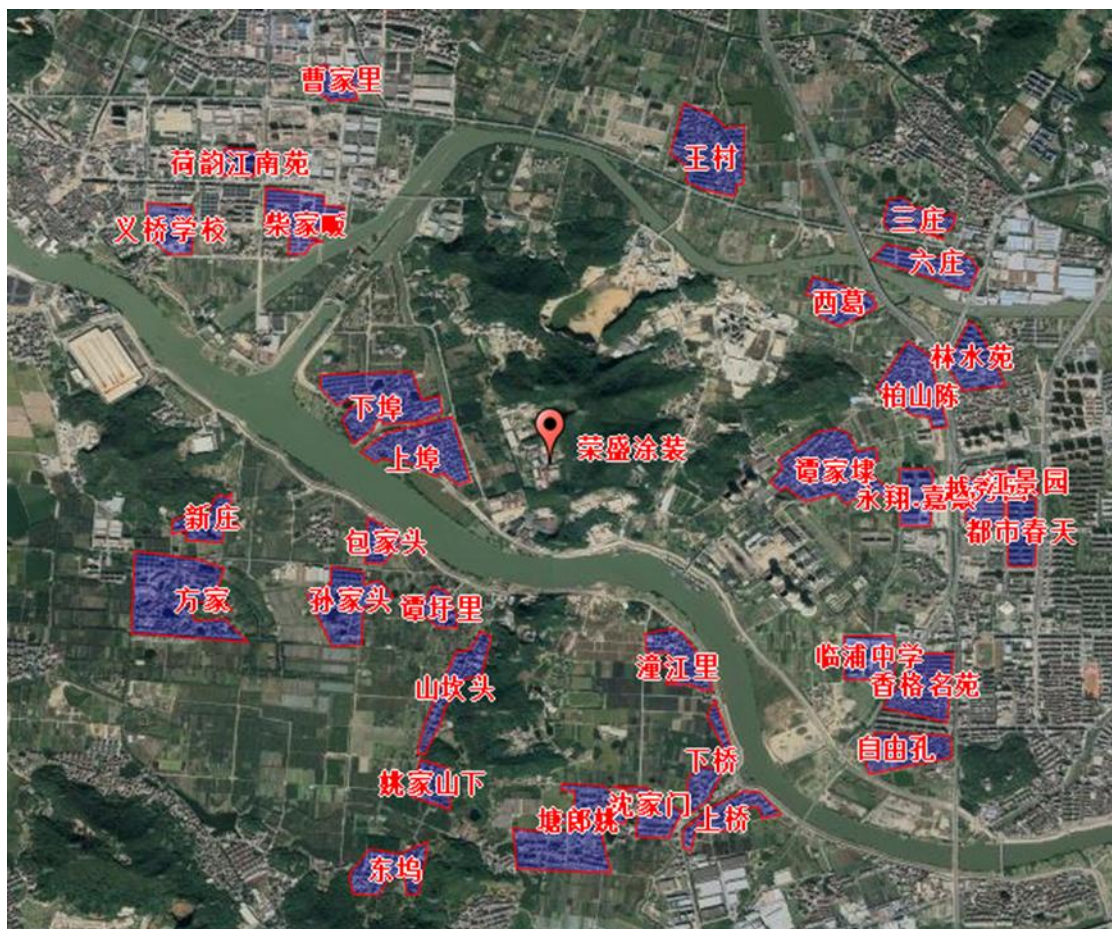 曹家里
王村
荷韵江南苑
义桥学校
柴家畈
三庄
六庄
西葛
林水苑
柏山陈
下埠
上埠
荣盛涂装
谭家埭
江景园
都市春天
新庄
包家头
方家
孙家头
谭圩里
临浦中学
潼江里
香格名苑
山坎头
自由孔
下桥
姚家山下
沈家门
塘郎姚
上桥
东坞